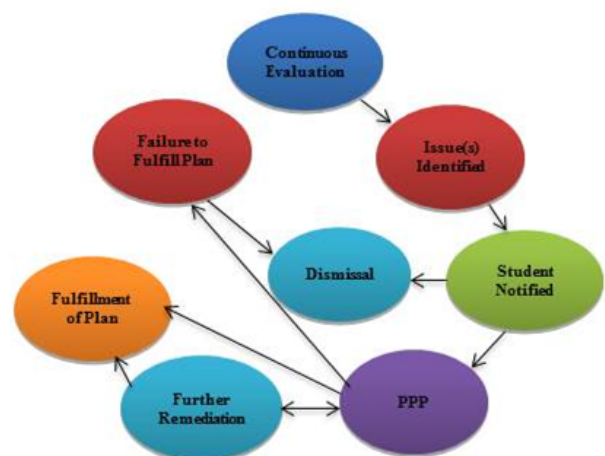 Continuous
Evaluation
Failure to
Fulfill Plan
Issue(s)
Identified
Dismissal
Student
Notified
Fulfillment
of Plan
Further
Remediation
PPP